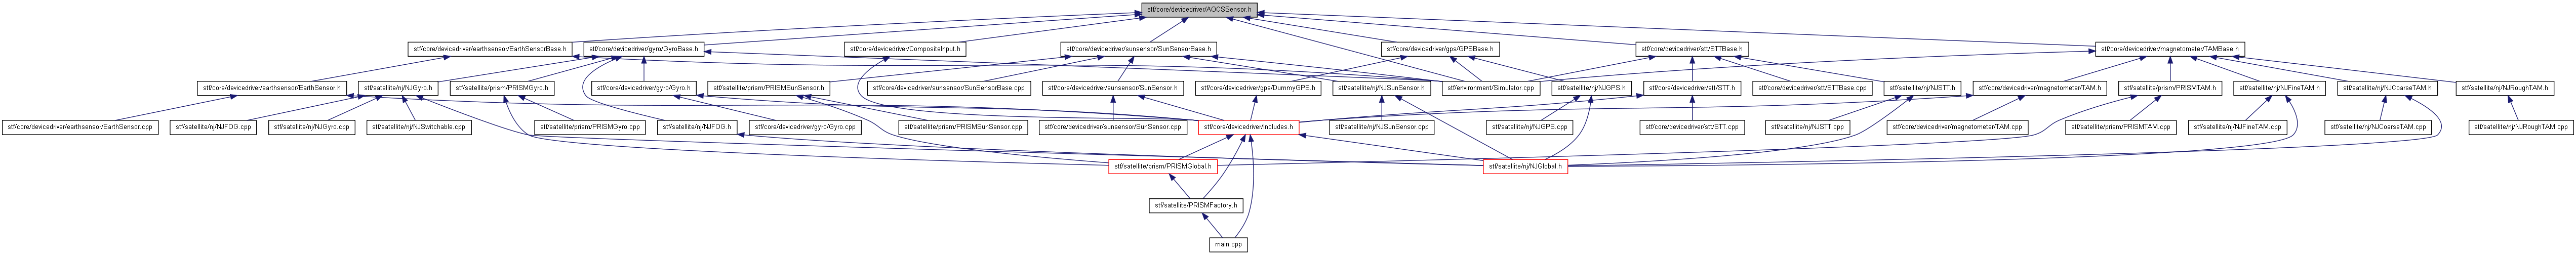 stf/core/devicedriver/AOCSSensor.h
stf/core/devicedriver/earthsensor/EarthSensorBase.h
stf/core/devicedriver/gyro/GyroBase.h
stf/core/devicedriver/CompositeInput.h
stf/core/devicedriver/sunsensor/SunSensorBase.h
stf/core/devicedriver/gps/GPSBase.h
stf/core/devicedriver/stt/STTBase.h
stf/core/devicedriver/magnetometer/TAMBase.h
stf/core/devicedriver/earthsensor/EarthSensor.h
stf/satellite/nj/NJGyro.h
stf/satellite/prism/PRISMGyro.h
stf/core/devicedriver/gyro/Gyro.h
stf/satellite/prism/PRISMSunSensor.h
stf/core/devicedriver/sunsensor/SunSensorBase.cpp
stf/core/devicedriver/sunsensor/SunSensor.h
stf/core/devicedriver/gps/DummyGPS.h
stf/satellite/nj/NJSunSensor.h
stf/environment/Simulator.cpp
stf/satellite/nj/NJGPS.h
stf/core/devicedriver/stt/STT.h
stf/core/devicedriver/stt/STTBase.cpp
stf/satellite/nj/NJSTT.h
stf/core/devicedriver/magnetometer/TAM.h
stf/satellite/prism/PRISMTAM.h
stf/satellite/nj/NJFineTAM.h
stf/satellite/nj/NJCoarseTAM.h
stf/satellite/nj/NJRoughTAM.h
stf/core/devicedriver/earthsensor/EarthSensor.cpp
stf/satellite/nj/NJFOG.cpp
stf/satellite/nj/NJGyro.cpp
stf/satellite/nj/NJSwitchable.cpp
stf/satellite/prism/PRISMGyro.cpp
stf/satellite/nj/NJFOG.h
stf/core/devicedriver/gyro/Gyro.cpp
stf/satellite/prism/PRISMSunSensor.cpp
stf/core/devicedriver/sunsensor/SunSensor.cpp
stf/core/devicedriver/Includes.h
stf/satellite/nj/NJSunSensor.cpp
stf/satellite/nj/NJGPS.cpp
stf/core/devicedriver/stt/STT.cpp
stf/satellite/nj/NJSTT.cpp
stf/core/devicedriver/magnetometer/TAM.cpp
stf/satellite/prism/PRISMTAM.cpp
stf/satellite/nj/NJFineTAM.cpp
stf/satellite/nj/NJCoarseTAM.cpp
stf/satellite/nj/NJRoughTAM.cpp
stf/satellite/prism/PRISMGlobal.h
stf/satellite/nj/NJGlobal.h
stf/satellite/PRISMFactory.h
main.cpp